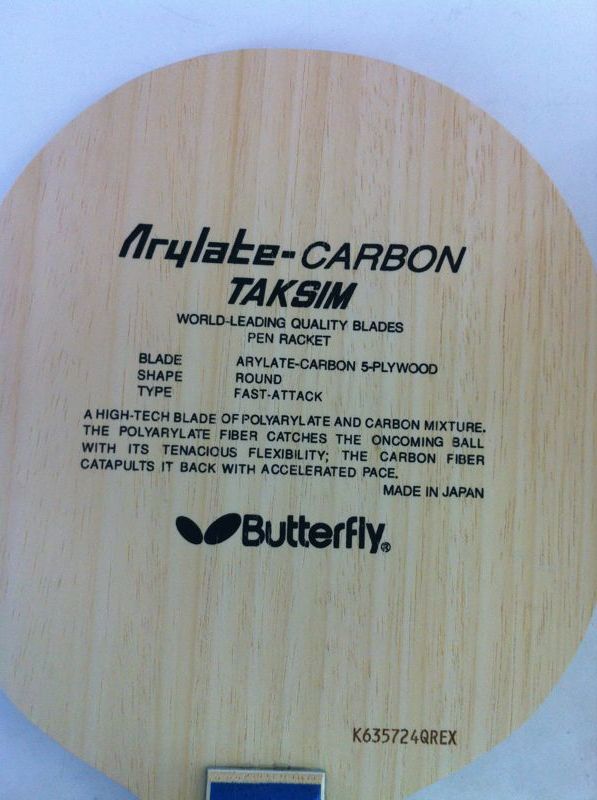 Arylate-CARBON
TAKSIM
WORLD-LEADING QUALITY BLADES
PEN RACKET
BLADE ARYLATE-CARBON 5-PLYWOOD
SHAPE ROUND
TYPE FAST-ATTACK
A HIGH-TECH BLADE OF POLYARYLATE AND CARBON MIXTURE.
THE POLYARYLATE FIBER CATCHES THE ONCOMING BALL
WITH ITS TENACIOUS FLEXIBILITY; THE CARBON FIBER
CATAPULTS IT BACK WITH ACCELERATED PACE.
MADE IN JAPAN
Butterfly®
K635724QREX